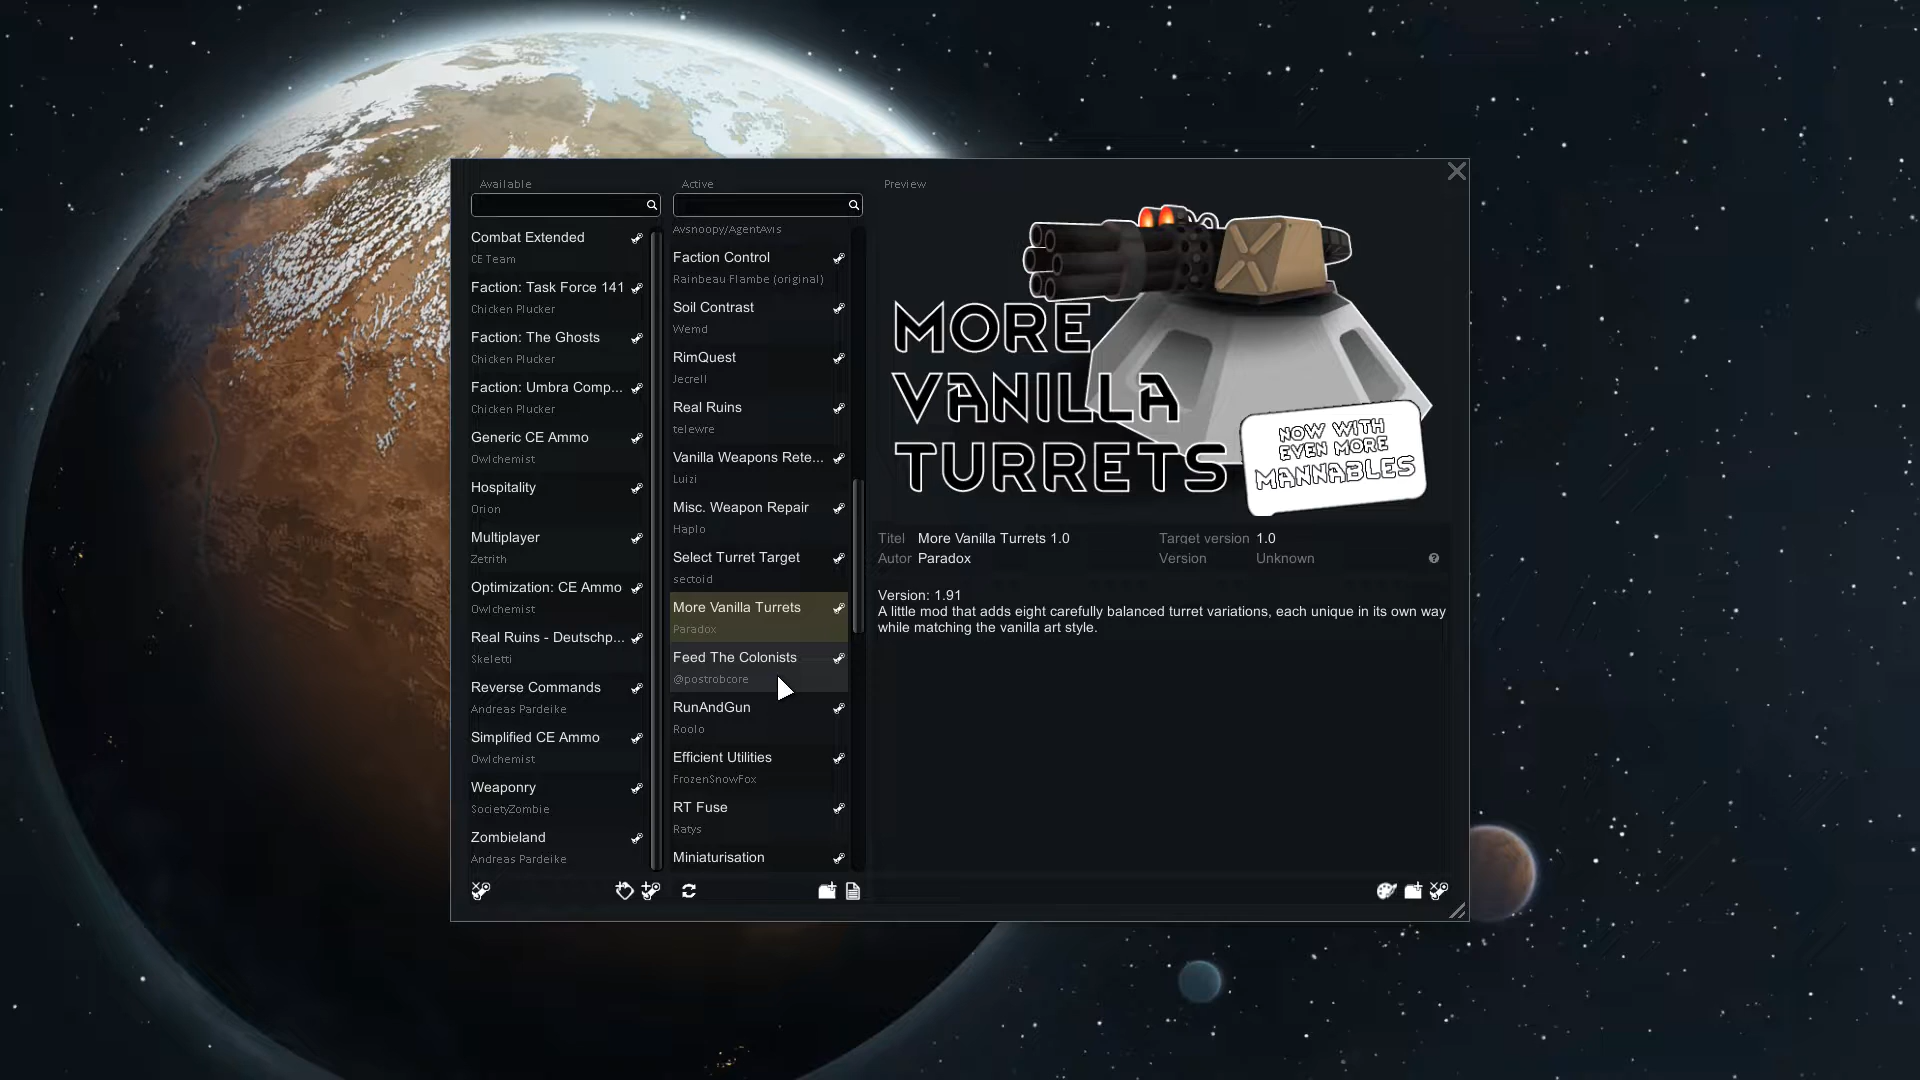 Available
Combat Extended
CE Team
Faction: Task Force 141
Chicken Plucker
Faction: The Ghosts
Chicken Plucker
Faction: Umbra Comp...
Chicken Plucker
Generic CE Ammo
Owlchemist
Hospitality
Orion
Multiplayer
Zetrith
Optimization: CE Ammo
Owlchemist
Real Ruins - Deutschp...
Skeletti
Reverse Commands
Andreas Pardeike
Simplified CE Ammo
Owlchemist
Weaponry
SocietyZombie
Zombieland
Andreas Pardeike
Active
Avsnoopy/AgentAvis
Faction Control
Rainbeau Flambe (original)
Soil Contrast
Wemd
RimQuest
Jecrell
Real Ruins
telewre
Vanilla Weapons Rete...
Luizi
Misc. Weapon Repair
Haplo
Select Turret Target
sectoid
More Vanilla Turrets
Paradox
Feed The Colonists
@postrobcore
RunAndGun
Roolo
Efficient Utilities
FrozenSnowFox
RT Fuse
Ratys
Miniaturisation
Preview
MORE
VANILLA
TURRETS
NOW WITH
EVEN MORE
MANNABLES
Titel More Vanilla Turrets 1.0 Target version 1.0
Autor Paradox Version Unknown
Version: 1.91
A little mod that adds eight carefully balanced turret variations, each unique in its own way
while matching the vanilla art style.